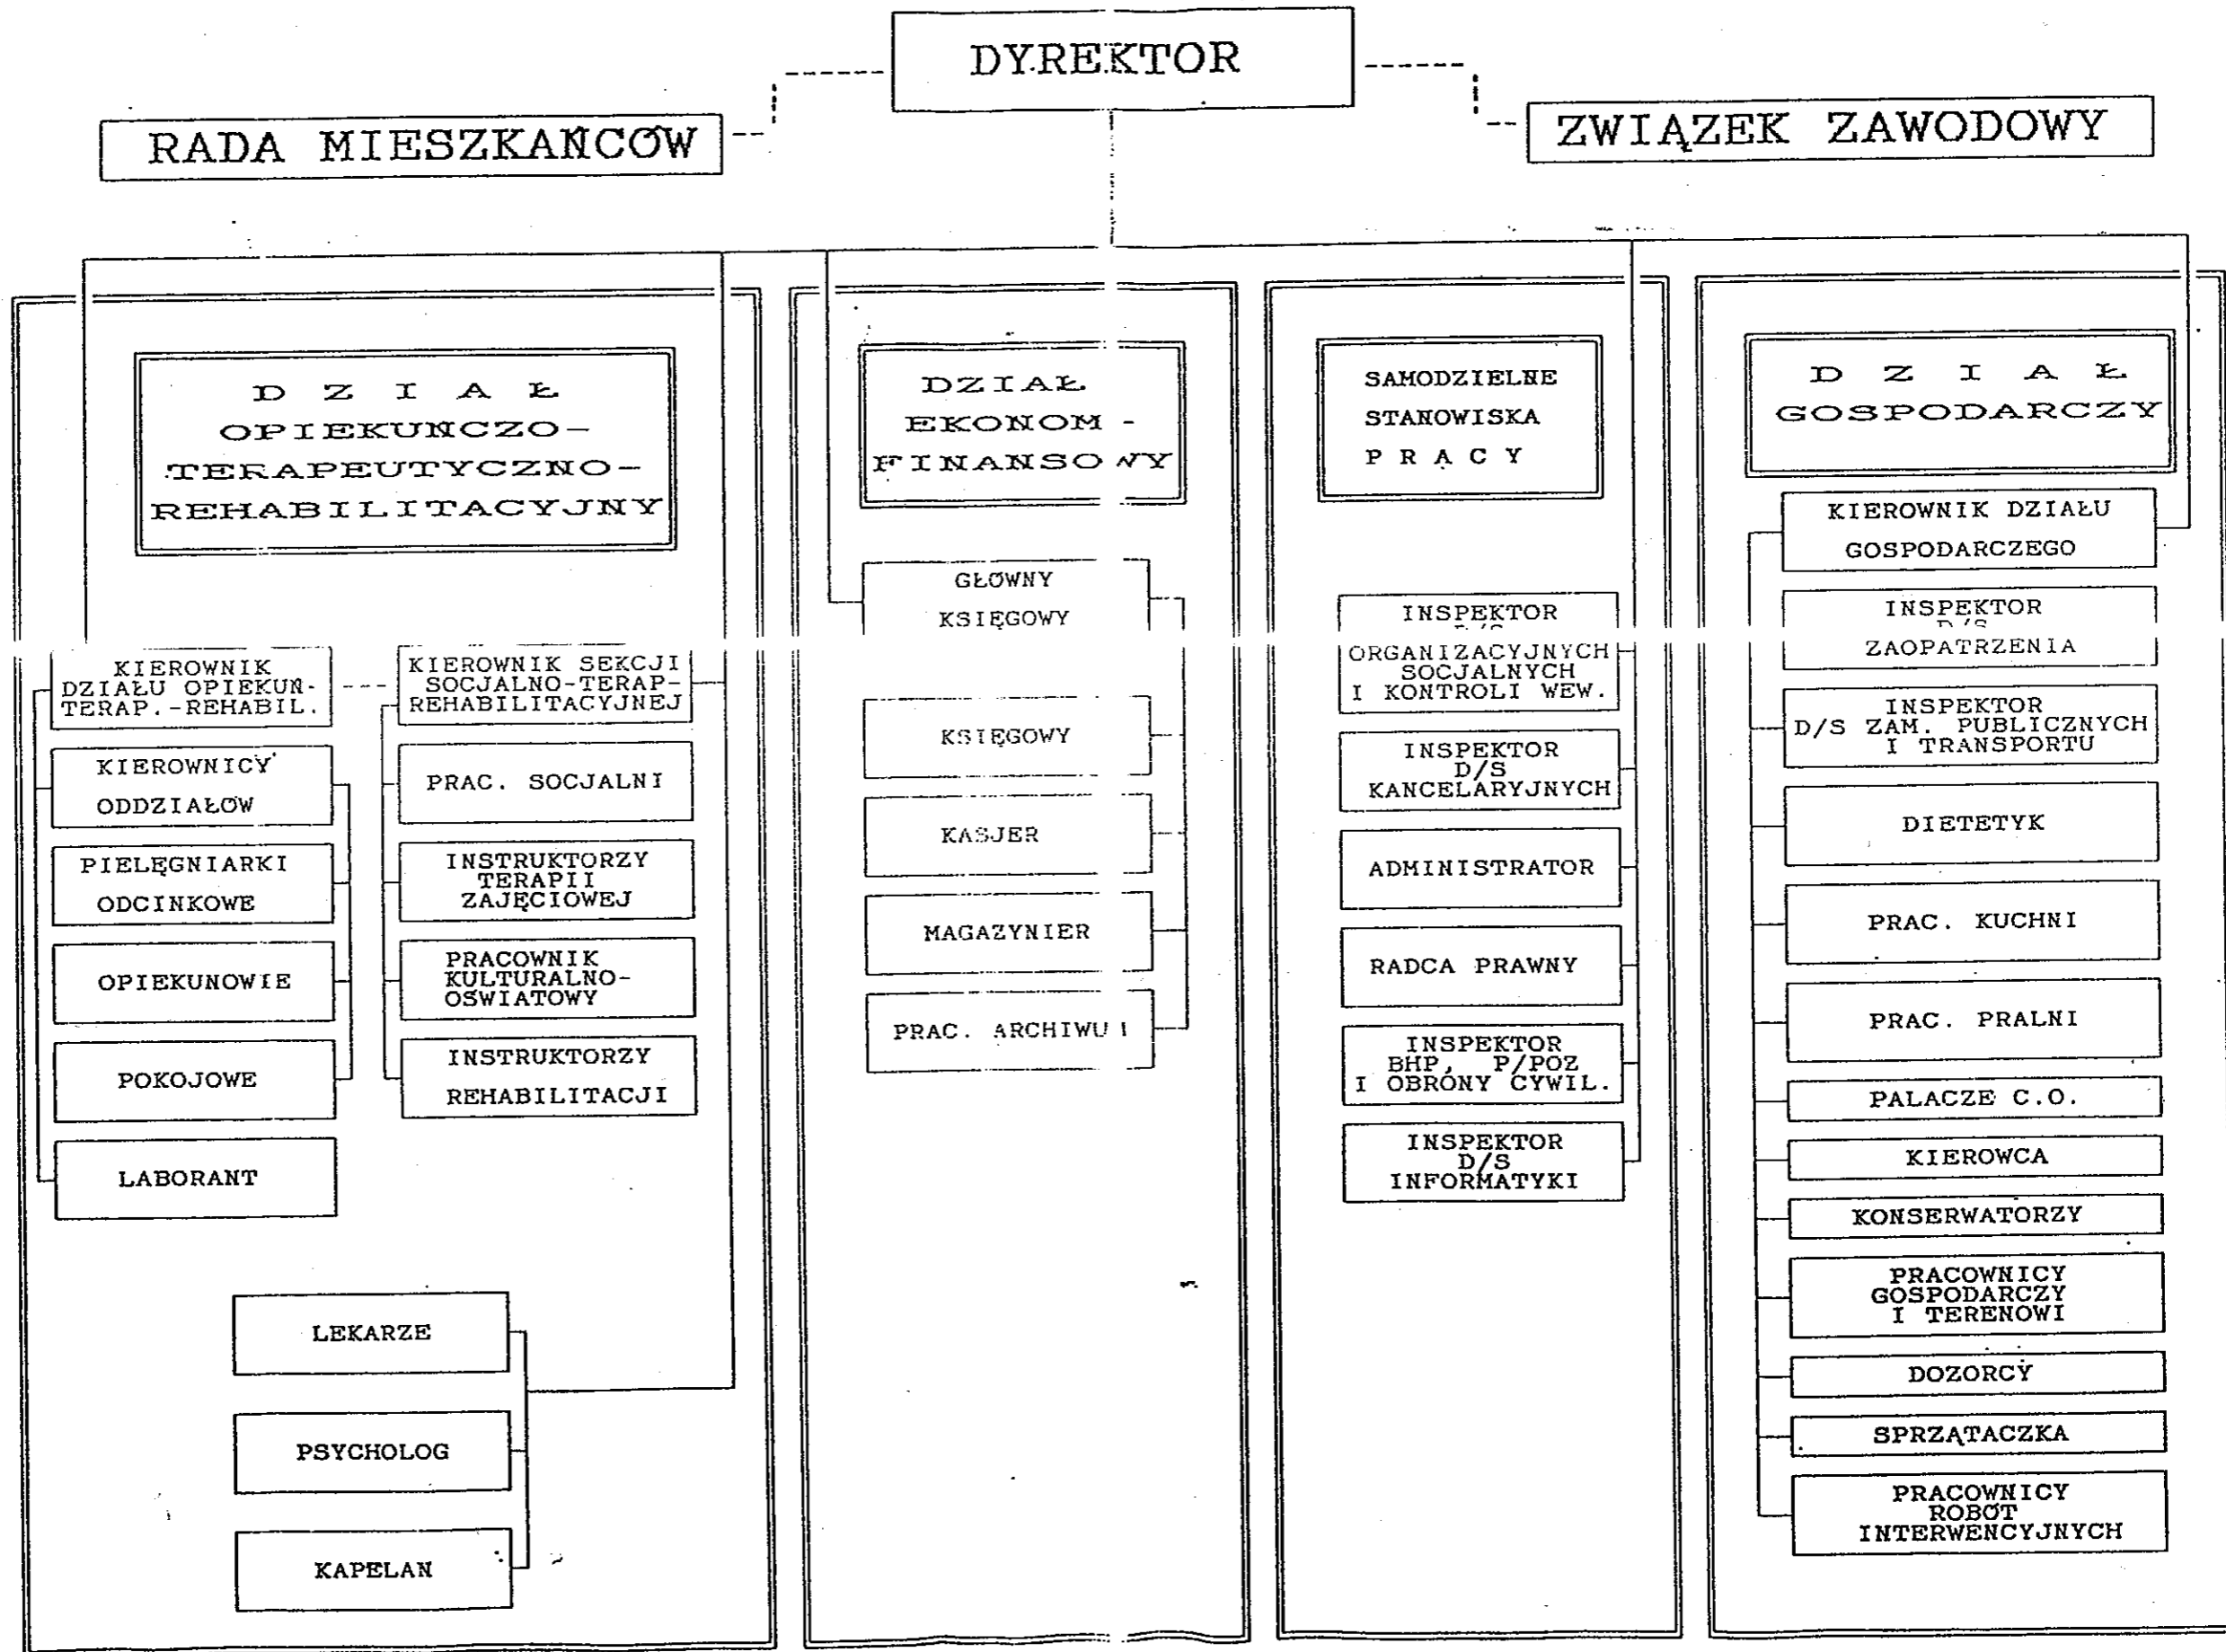 DYREKTOR
RADA MIESZKAŃCÓW
ZWIĄZEK ZAWODOWY
DZIAŁ
OPIEKUŃCZO-
TERAPEUTYCZNO-
REHABILITACYJNY
KIEROWNIK
DZIAŁU OPIEKUŃ-
TERAP.-REHABIL.
KIEROWNICY
ODDZIAŁÓW
PIELĘGNIARKI
ODCINKOWE
OPIEKUNOWIE
POKOJOWE
LABORANT
KIEROWNIK SEKCJI
SOCJALNO-TERAP-
REHABILITACYJNEJ
PRAC. SOCJALNI
INSTRUKTORZY
TERAPII
ZAJĘCIOWEJ
PRACOWNIK
KULTURALNO-
OŚWIATOWY
INSTRUKTORZY
REHABILITACJI
LEKARZE
PSYCHOLOG
KAPELAN
DZIAŁ
EKONOM -
FINANSOWY
GŁÓWNY
KSIĘGOWY
KSIĘGOWY
KASJER
MAGAZYNIER
PRAC. ARCHIWUM
SAMODZIELNE
STANOWISKA
PRACY
INSPEKTOR
D/S
ORGANIZACYJNYCH
SOCJALNYCH
I KONTROLI WEW.
INSPEKTOR
D/S
KANCELARYJNYCH
ADMINISTRATOR
RADCA PRAWNY
INSPEKTOR
BHP, P/POŻ
I OBRONY CYWIL.
INSPEKTOR
D/S
INFORMATYKI
DZIAŁ
GOSPODARCZY
KIEROWNIK DZIAŁU
GOSPODARCZEGO
INSPEKTOR
D/S
ZAOPATRZENIA
INSPEKTOR
D/S ZAM. PUBLICZNYCH
I TRANSPORTU
DIETETYK
PRAC. KUCHNI
PRAC. PRALNI
PALACZE C.O.
KIEROWCA
KONSERWATORZY
PRACOWNICY
GOSPODARCZY
I TERENOWI
DOZORCY
SPRZĄTACZKA
PRACOWNICY
ROBÓT
INTERWENCYJNYCH